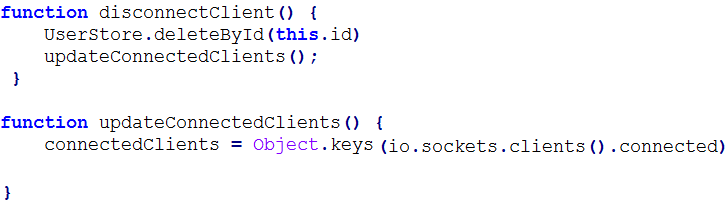 function disconnectClient() {
    UserStore.deleteById(this.id)
    updateConnectedClients();
 }
function updateConnectedClients() {
    connectedClients = Object.keys(io.sockets.clients().connected)
}